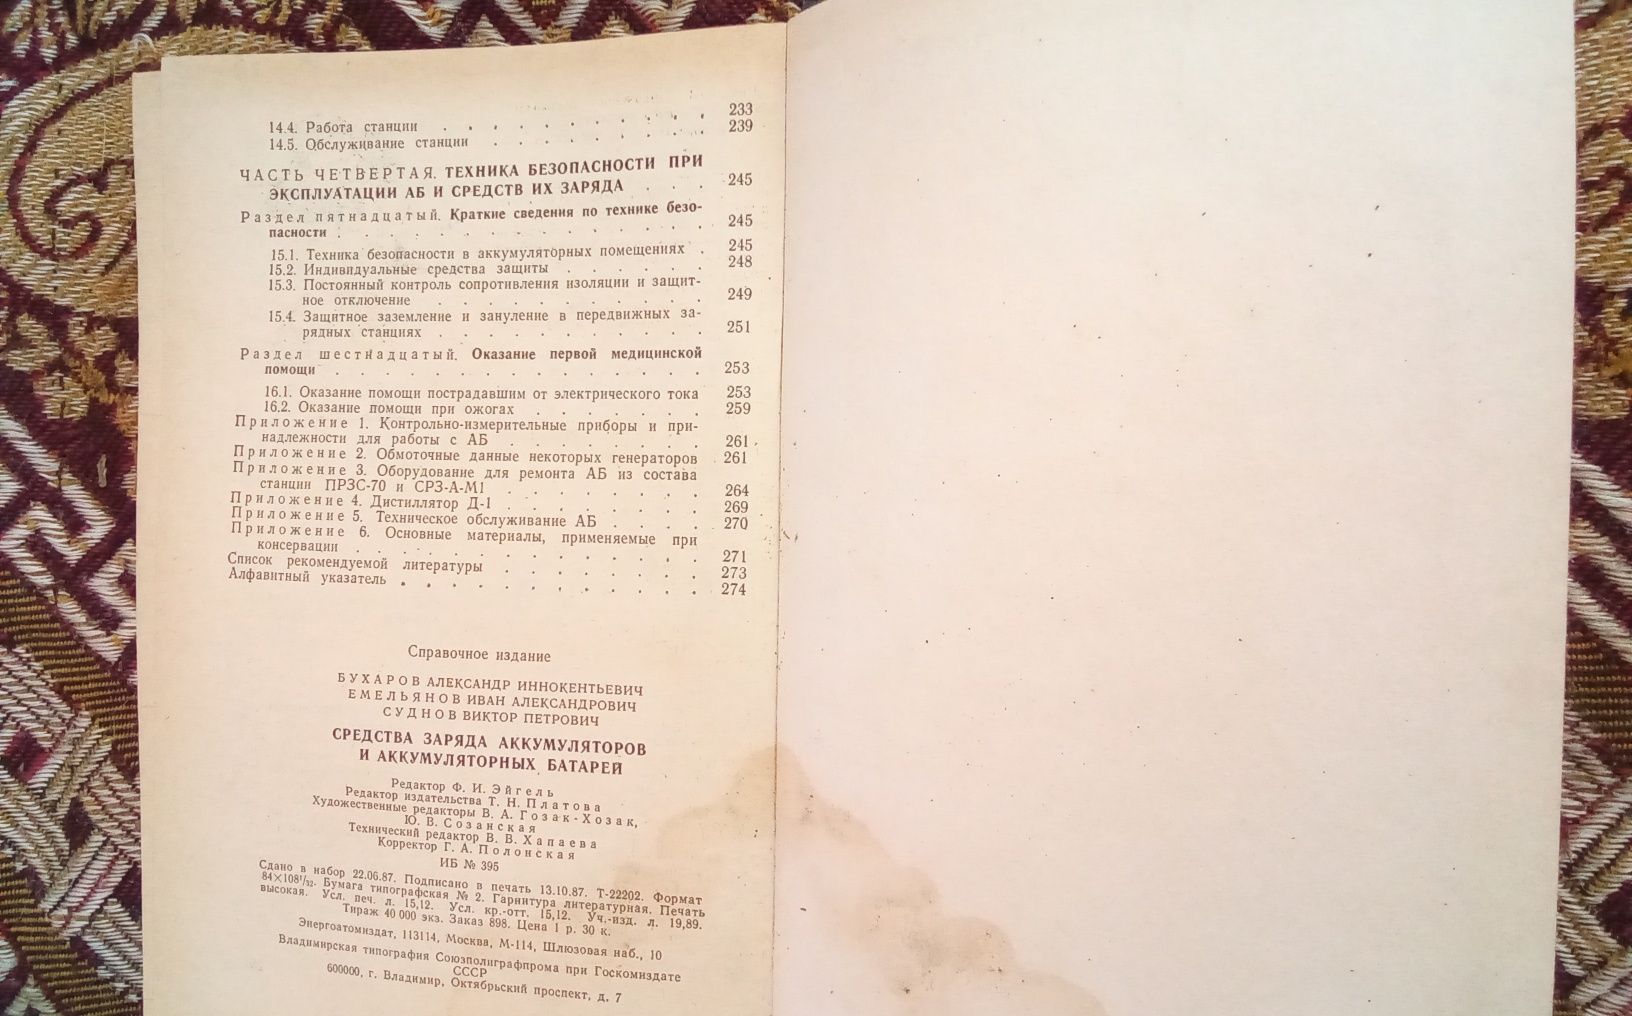 14.4. Работа станции . . . . . . . . . . . 233
14.5. Обслуживание станции . . . . . . . . . 239
ЧАСТЬ ЧЕТВЕРТАЯ. ТЕХНИКА БЕЗОПАСНОСТИ ПРИ
ЭКСПЛУАТАЦИИ АБ И СРЕДСТВ ИХ ЗАРЯДА . . . 245
Раздел пятнадцатый. Краткие сведения по технике безо-
пасности . . . . . . . . . . . . . . . 245
15.1. Техника безопасности в аккумуляторных помещениях . 245
15.2. Индивидуальные средства защиты . . . . . . 248
15.3. Постоянный контроль сопротивления изоляции и защит-
ное отключение . . . . . . . . . . 249
15.4. Защитное заземление и зануление в передвижных за-
рядных станциях . . . . . . . . . . 251
Раздел шестнадцатый. Оказание первой медицинской
помощи . . . . . . . . . . . . . . . 253
16.1. Оказание помощи пострадавшим от электрического тока 253
16.2. Оказание помощи при ожогах . . . . . . . 259
Приложение 1. Контрольно-измерительные приборы и при-
надлежности для работы с АБ . . . . . . . . 261
Приложение 2. Обмоточные данные некоторых генераторов . 261
Приложение 3. Оборудование для ремонта АБ из состава
станции ПРЗС-70 и СРЗ-А-М1 . . . . . . . . 264
Приложение 4. Дистиллятор Д-1 . . . . . . . . 269
Приложение 5. Техническое обслуживание АБ . . . . 270
Приложение 6. Основные материалы, применяемые при
консервации . . . . . . . . . . . . . . 271
Список рекомендуемой литературы . . . . . . . . 273
Алфавитный указатель . . . . . . . . . . . . 274
Справочное издание
БУХАРОВ АЛЕКСАНДР ИННОКЕНТЬЕВИЧ
ЕМЕЛЬЯНОВ ИВАН АЛЕКСАНДРОВИЧ
СУДНОВ ВИКТОР ПЕТРОВИЧ
СРЕДСТВА ЗАРЯДА АККУМУЛЯТОРОВ
И АККУМУЛЯТОРНЫХ БАТАРЕЙ
Редактор Ф. И. Эйгель
Редактор издательства Т. Н. Платова
Художественные редакторы В. А. Гозак-Хозак,
Ю. В. Созанская
Технический редактор В. В. Хапаева
Корректор Г. А. Полонская
ИБ № 395
Сдано в набор 22.06.87. Подписано в печать 13.10.87. Т-22202. Формат
84×108¹/₃₂. Бумага типографская № 2. Гарнитура литературная. Печать
высокая. Усл. печ. л. 15,12. Усл. кр.-отт. 15,12. Уч.-изд. л. 19,89.
Тираж 40 000 экз. Заказ 898. Цена 1 р. 30 к.
Энергоатомиздат, 113114, Москва, М-114, Шлюзовая наб., 10
Владимирская типография Союзполиграфпрома при Госкомиздате
СССР
600000, г. Владимир, Октябрьский проспект, д. 7